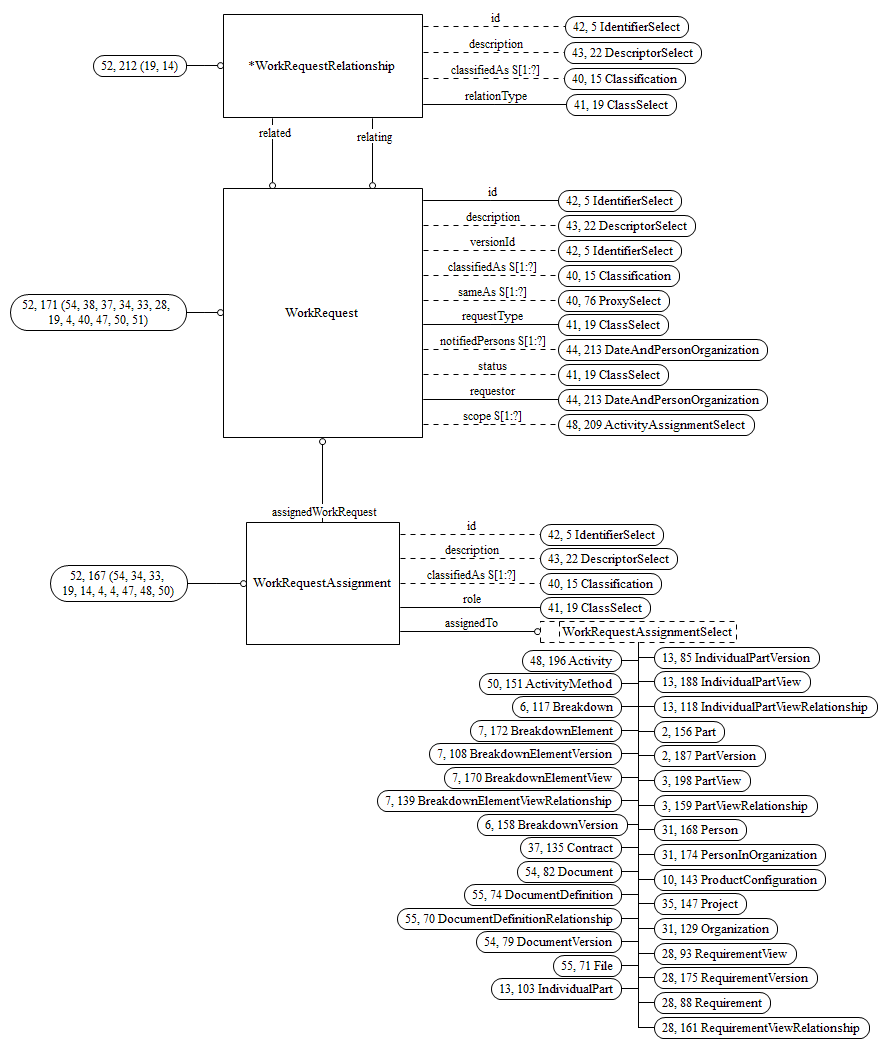 id
42, 5 IdentifierSelect
description
43, 22 DescriptorSelect
52, 212 (19, 14)
*WorkRequestRelationship
classifiedAs S[1:?]
40, 15 Classification
relationType
41, 19 ClassSelect
related
relating
id
42, 5 IdentifierSelect
description
43, 22 DescriptorSelect
versionId
42, 5 IdentifierSelect
classifiedAs S[1:?]
40, 15 Classification
sameAs S[1:?]
40, 76 ProxySelect
52, 171 (54, 38, 37, 34, 33, 28,
19, 4, 40, 47, 50, 51)
WorkRequest
requestType
41, 19 ClassSelect
notifiedPersons S[1:?]
44, 213 DateAndPersonOrganization
status
41, 19 ClassSelect
requestor
44, 213 DateAndPersonOrganization
scope S[1:?]
48, 209 ActivityAssignmentSelect
assignedWorkRequest
id
42, 5 IdentifierSelect
description
43, 22 DescriptorSelect
52, 167 (54, 34, 33,
19, 14, 4, 4, 47, 48, 50)
WorkRequestAssignment
classifiedAs S[1:?]
40, 15 Classification
role
41, 19 ClassSelect
assignedTo
WorkRequestAssignmentSelect
48, 196 Activity
13, 85 IndividualPartVersion
50, 151 ActivityMethod
13, 188 IndividualPartView
6, 117 Breakdown
13, 118 IndividualPartViewRelationship
7, 172 BreakdownElement
2, 156 Part
7, 108 BreakdownElementVersion
2, 187 PartVersion
7, 170 BreakdownElementView
3, 198 PartView
7, 139 BreakdownElementViewRelationship
3, 159 PartViewRelationship
6, 158 BreakdownVersion
31, 168 Person
37, 135 Contract
31, 174 PersonInOrganization
54, 82 Document
10, 143 ProductConfiguration
55, 74 DocumentDefinition
35, 147 Project
55, 70 DocumentDefinitionRelationship
31, 129 Organization
54, 79 DocumentVersion
28, 93 RequirementView
55, 71 File
28, 175 RequirementVersion
13, 103 IndividualPart
28, 88 Requirement
28, 161 RequirementViewRelationship